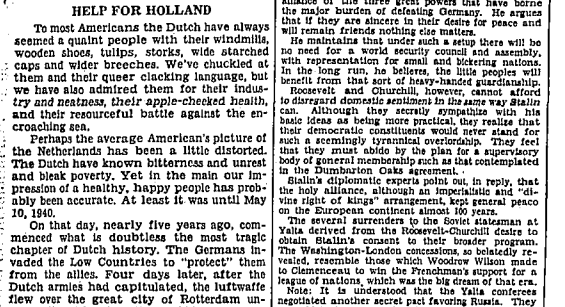 HELP FOR HOLLAND
To most Americans the Dutch have always
seemed a quaint people with their windmills,
wooden shoes, tulips, storks, wide starched
caps and wider breeches. We've chuckled at
them and their queer clacking language, but
we have also admired them for their indus-
try and neatness, their apple-cheeked health,
and their resourceful battle against the en-
croaching sea.
Perhaps the average American's picture of
the Netherlands has been a little distorted.
The Dutch have known bitterness and unrest
and bleak poverty. Yet in the main our im-
pression of a healthy, happy people has prob-
ably been accurate. At least it was until May
10, 1940.
On that day, nearly five years ago, com-
menced what is doubtless the most tragic
chapter of Dutch history. The Germans in-
vaded the Low Countries to "protect" them
from the allies. Four days later, after the
Dutch armies had capitulated, the luftwaffe
flew over the great city of Rotterdam un-
alliance of the three great powers that have borne
the major burden of defeating Germany. He argues
that if they are sincere in their desire for peace and
will remain friends nothing else matters.
He maintains that under such a setup there will be
no need for a world security council and assembly,
with representation for small and bickering nations.
In the long run, he believes, the little peoples will
benefit from that sort of heavy-handed guardianship.
Roosevelt and Churchill, however, cannot afford
to disregard domestic sentiment in the same way Stalin
can. Although they secretly sympathize with his
basic ideas as being more practical, they realize that
their democratic constituents would never stand for
such a seemingly tyrannical overlordship. They feel
that they must abide by the plan for a supervisory
body of general membership such as that contemplated
in the Dumbarton Oaks agreement.
Stalin's diplomatic experts point out, in reply, that
the holy alliance, although an imperialistic and "di-
vine right of kings" arrangement, kept general peace
on the European continent almost 100 years.
The several surrenders to the Soviet statesmen at
Yalta derived from the Roosevelt-Churchill desire to
obtain Stalin's consent to their broader program.
The Washington-London concessions, so belatedly re-
vealed, resemble those which Woodrow Wilson made
to Clemenceau to win the Frenchman's support for a
league of nations, which was the big dream of that era.
Note: It is understood that the Yalta conferees
negotiated another secret pact favoring Russia. They